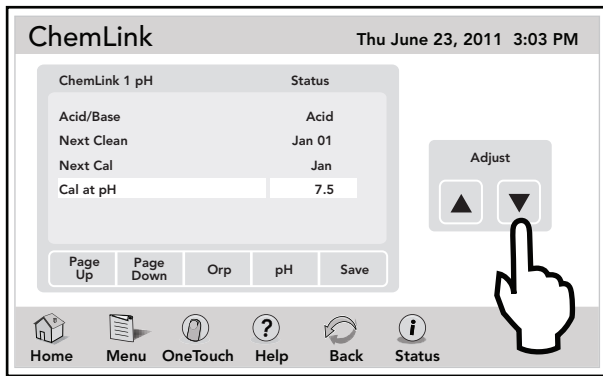 ChemLink Thu June 23, 2011 3:03 PM
ChemLink 1 pH Status
Acid/Base Acid
Next Clean Jan 01
Next Cal Jan
Cal at pH 7.5
Adjust
Page Up Page Down Orp pH Save
Home Menu OneTouch Help Back Status